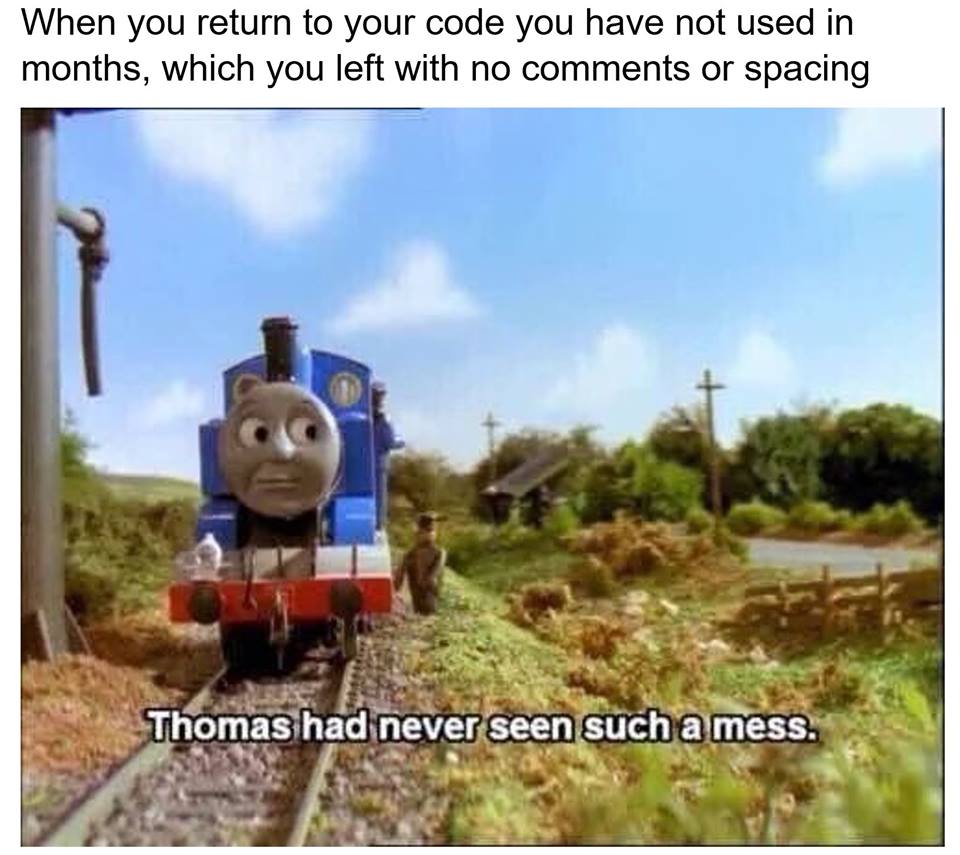 When you return to your code you have not used in
months, which you left with no comments or spacing
1
Thomas had never seen such a mess.